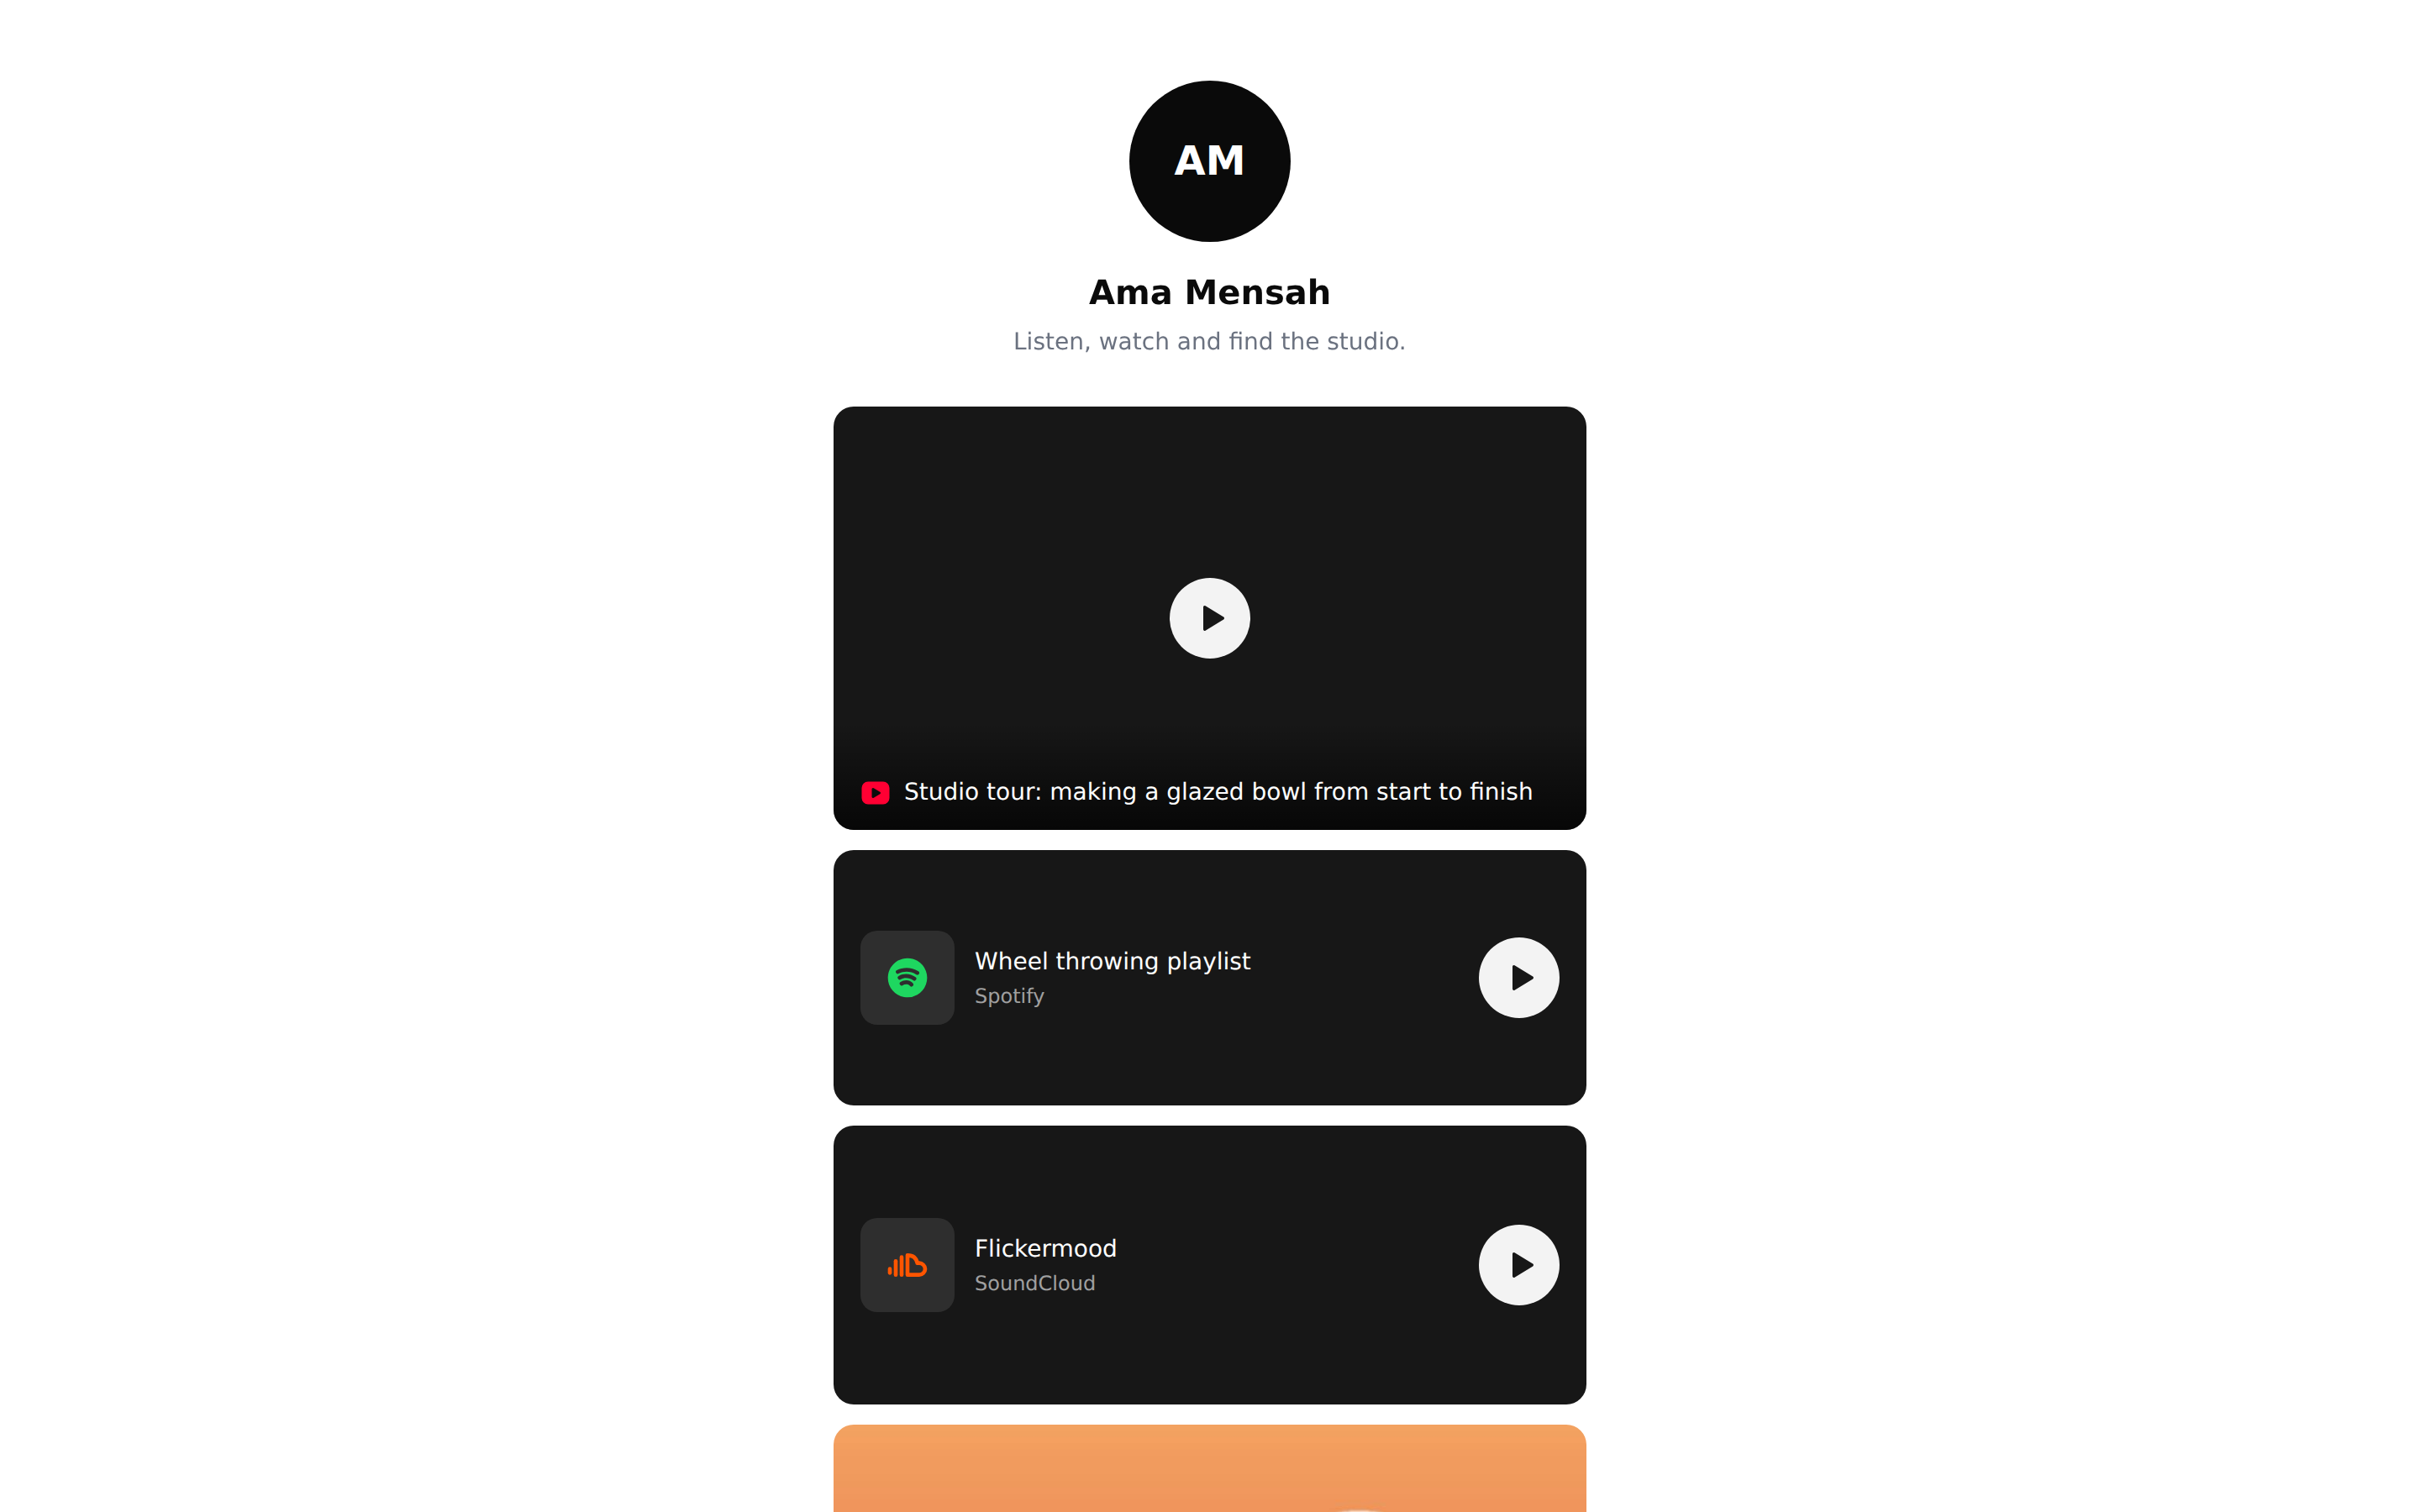 AM
Ama Mensah
Listen, watch and find the studio.
Studio tour: making a glazed bowl from start to finish
Wheel throwing playlist
Spotify
Flickermood
SoundCloud